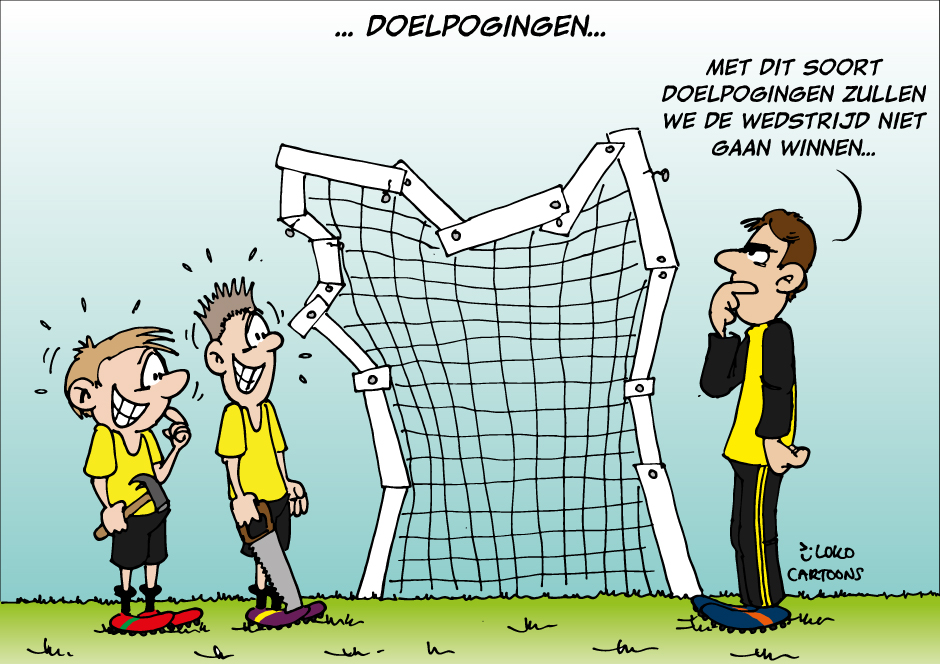 ... DOELPOGINGEN...
MET DIT SOORT
DOELPOGINGEN ZULLEN
WE DE WEDSTRIJD NIET
GAAN WINNEN...
LOKO
CARTOONS